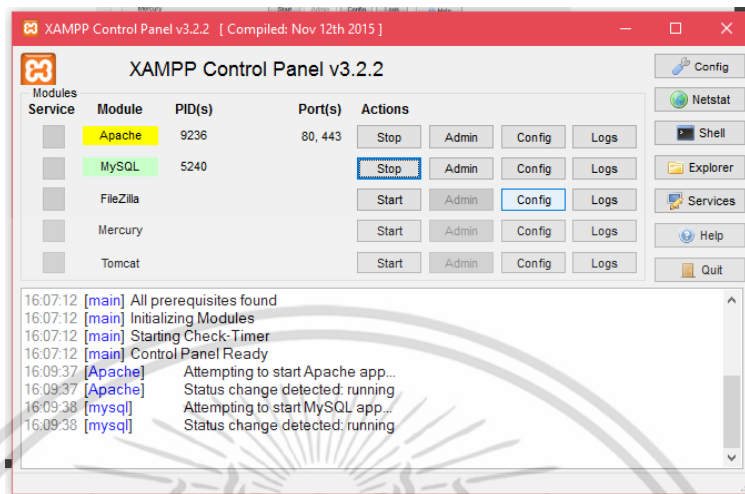 XAMPP Control Panel v3.2.2 [ Compiled: Nov 12th 2015 ]
XAMPP Control Panel v3.2.2
Config
Modules
Netstat
Service Module PID(s) Port(s) Actions
Apache 9236 80, 443 Stop Admin Config Logs
Shell
MySQL 5240 Stop Admin Config Logs
Explorer
FileZilla Start Admin Config Logs
Services
Mercury Start Admin Config Logs
Help
Tomcat Start Admin Config Logs
Quit
16:07:12 [main] All prerequisites found
16:07:12 [main] Initializing Modules
16:07:12 [main] Starting Check-Timer
16:07:12 [main] Control Panel Ready
16:09:37 [Apache] Attempting to start Apache app...
16:09:37 [Apache] Status change detected: running
16:09:38 [mysql] Attempting to start MySQL app...
16:09:38 [mysql] Status change detected: running